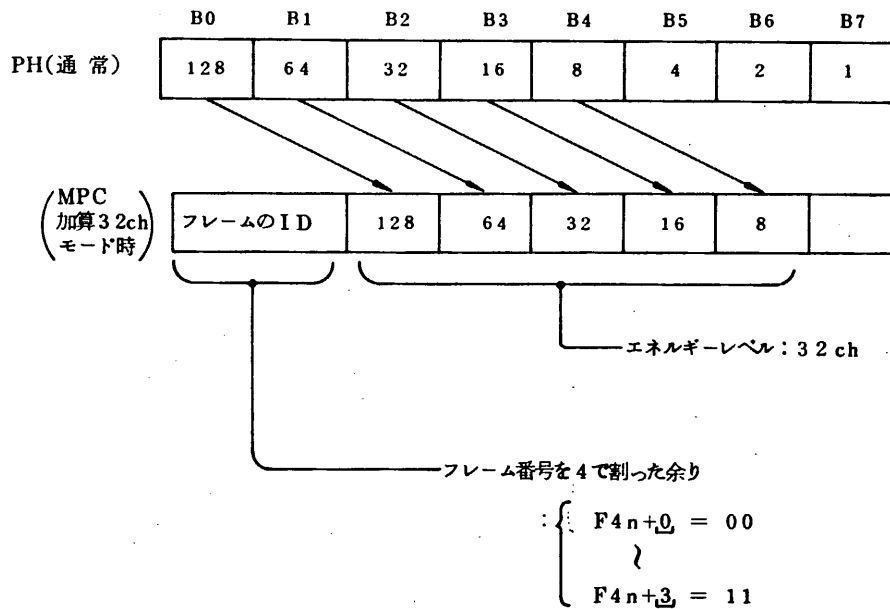 B0 B1 B2 B3 B4 B5 B6 B7
PH(通常) 128 64 32 16 8 4 2 1
MPC
加算32ch
モード時
フレームのID 128 64 32 16 8
エネルギーレベル:32ch
フレーム番号を4で割った余り
: F4n+0 = 00
~
F4n+3 = 11